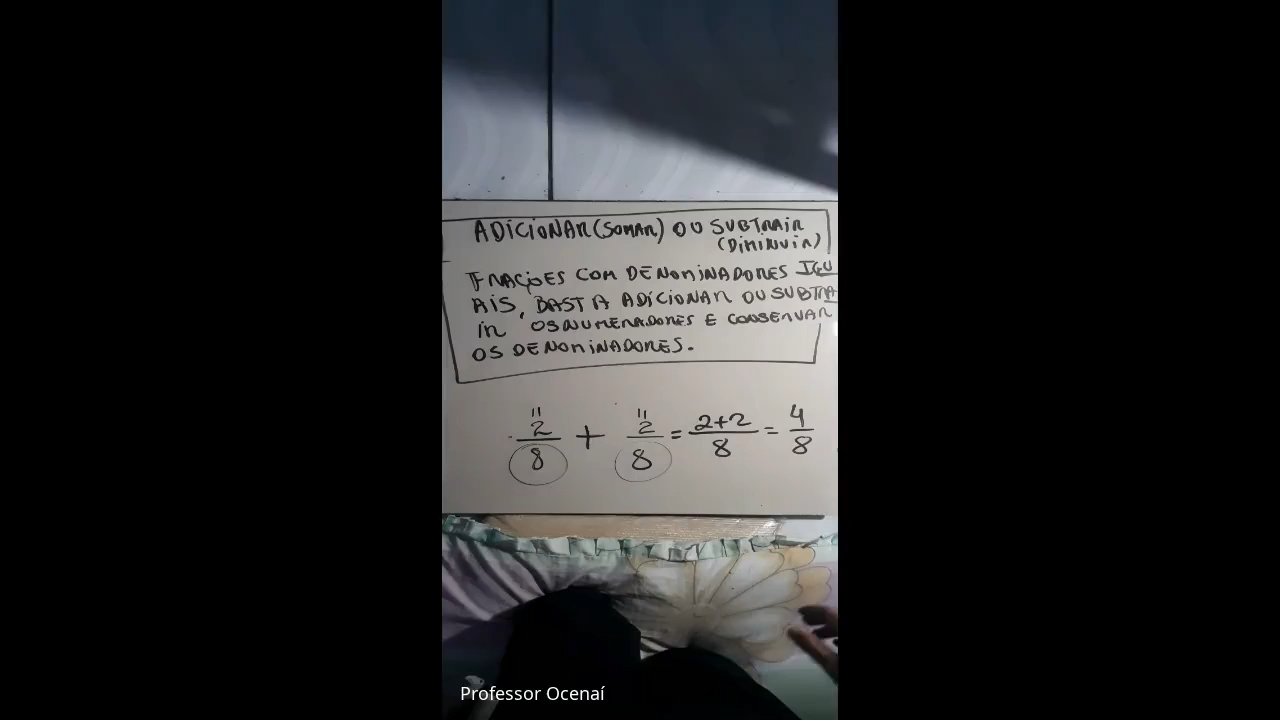 ADICIONAR (SOMAR) OU SUBTRAIR
(DIMINUIR)
FRAÇÕES COM DENOMINADORES IGU
AIS, BASTA ADICIONAR OU SUBTRA
IR OS NUMERADORES E CONSERVAR
OS DENOMINADORES.
2/8 + 2/8 = 2+2/8 = 4/8
Professor Ocenaí